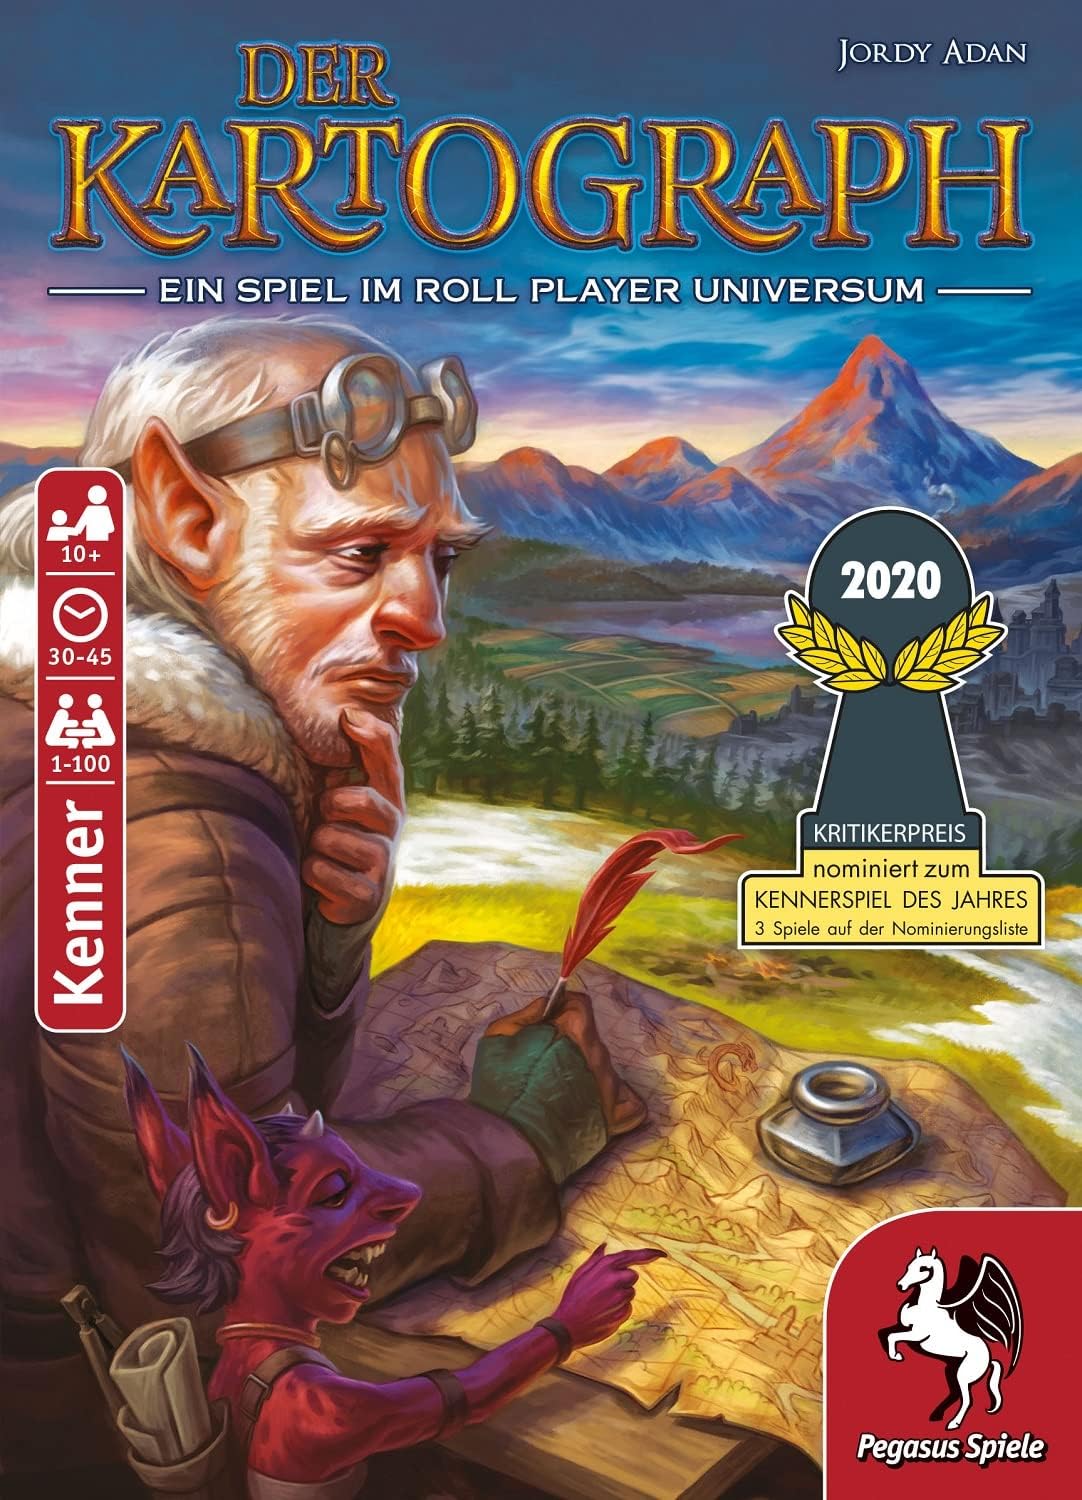 JORDY ADAN
DER
KARTOGRAPH
EIN SPIEL IM ROLL PLAYER UNIVERSUM
10+
30-45
1-100
Kenner
2020
KRITIKERPREIS
nominiert zum
KENNERSPIEL DES JAHRES
3 Spiele auf der Nominierungsliste
Pegasus Spiele